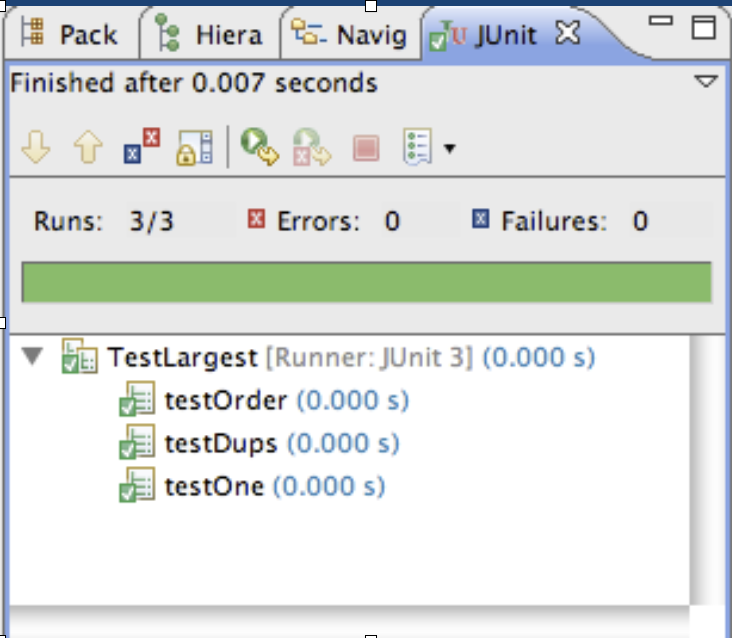 Pack Hiera Navig JUnit
Finished after 0.007 seconds
Runs: 3/3 Errors: 0 Failures: 0
TestLargest [Runner: JUnit 3] (0.000 s)
testOrder (0.000 s)
testDups (0.000 s)
testOne (0.000 s)